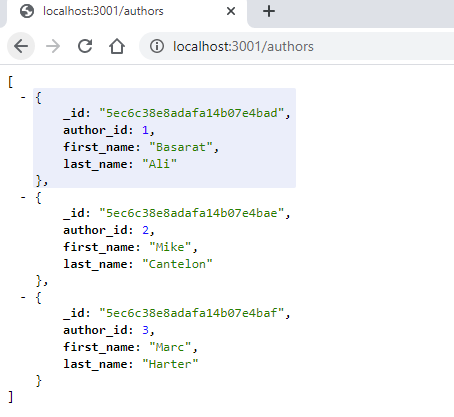 localhost:3001/authors
localhost:3001/authors
[
- {
_id: "5ec6c38e8adafa14b07e4bad",
author_id: 1,
first_name: "Basarat",
last_name: "Ali"
},
- {
_id: "5ec6c38e8adafa14b07e4bae",
author_id: 2,
first_name: "Mike",
last_name: "Cantelon"
},
- {
_id: "5ec6c38e8adafa14b07e4baf",
author_id: 3,
first_name: "Marc",
last_name: "Harter"
}
]